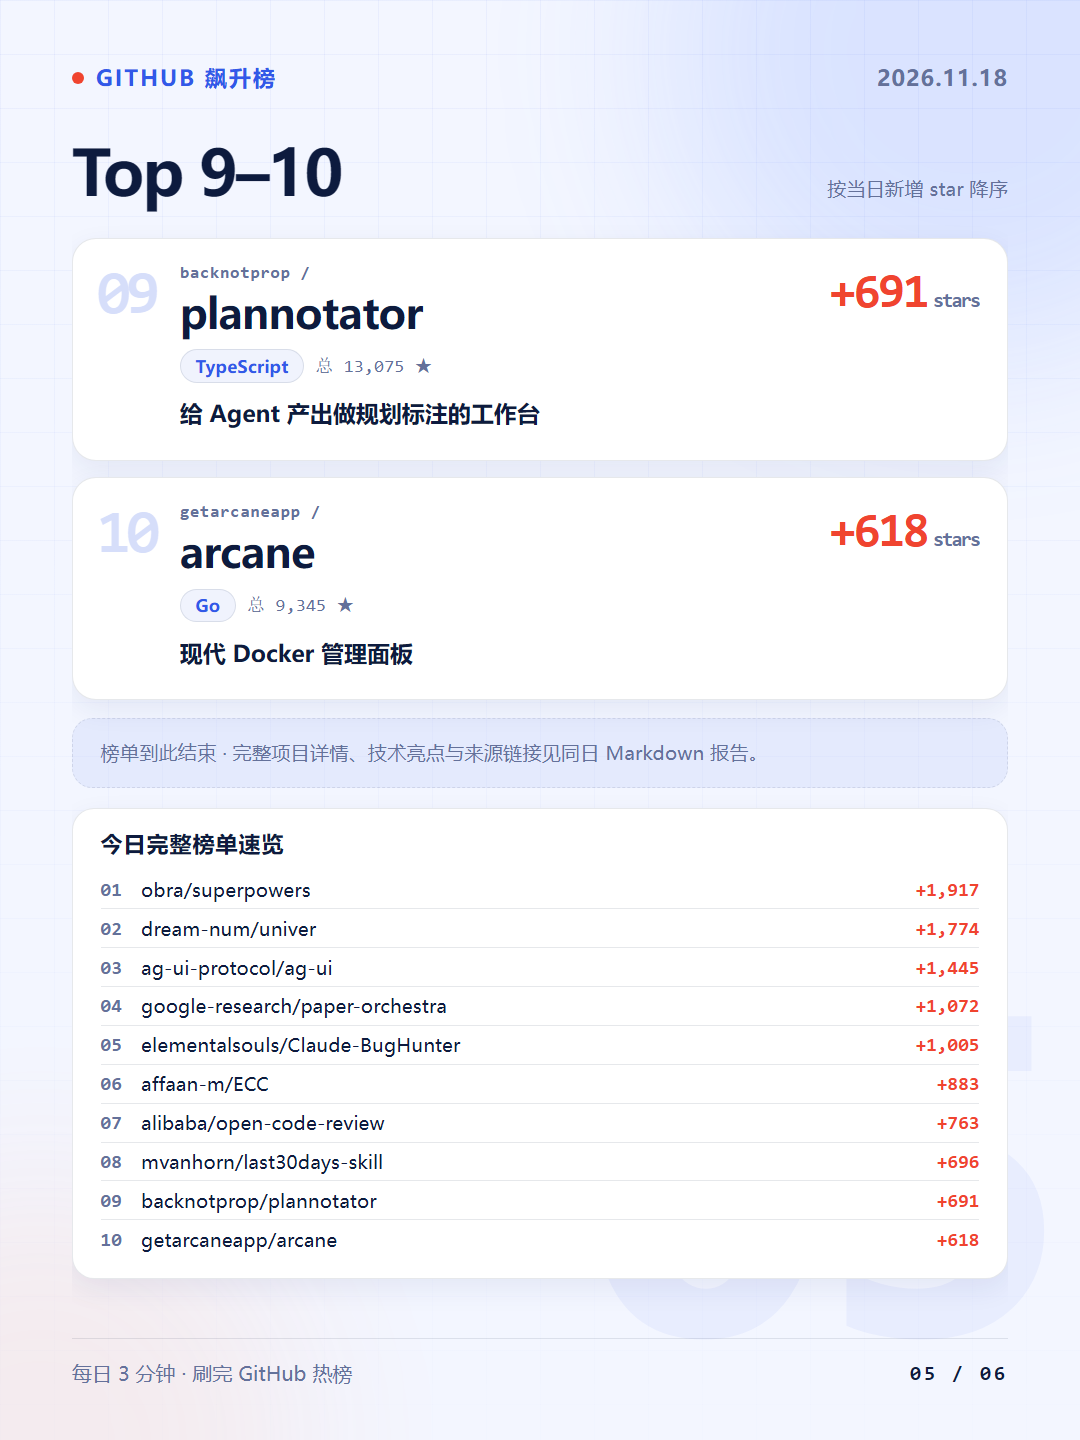 GITHUB 飙升榜
2026.11.18
Top 9–10
按当日新增 star 降序
09
backnotprop /
plannotator
+691 stars
TypeScript
总 13,075 ★
给 Agent 产出做规划标注的工作台
10
getarcaneapp /
arcane
+618 stars
Go
总 9,345 ★
现代 Docker 管理面板
榜单到此结束 · 完整项目详情、技术亮点与来源链接见同日 Markdown 报告。
今日完整榜单速览
01 obra/superpowers +1,917
02 dream-num/univer +1,774
03 ag-ui-protocol/ag-ui +1,445
04 google-research/paper-orchestra +1,072
05 elementalsouls/Claude-BugHunter +1,005
06 affaan-m/ECC +883
07 alibaba/open-code-review +763
08 mvanhorn/last30days-skill +696
09 backnotprop/plannotator +691
10 getarcaneapp/arcane +618
05
每日 3 分钟 · 刷完 GitHub 热榜
05 / 06